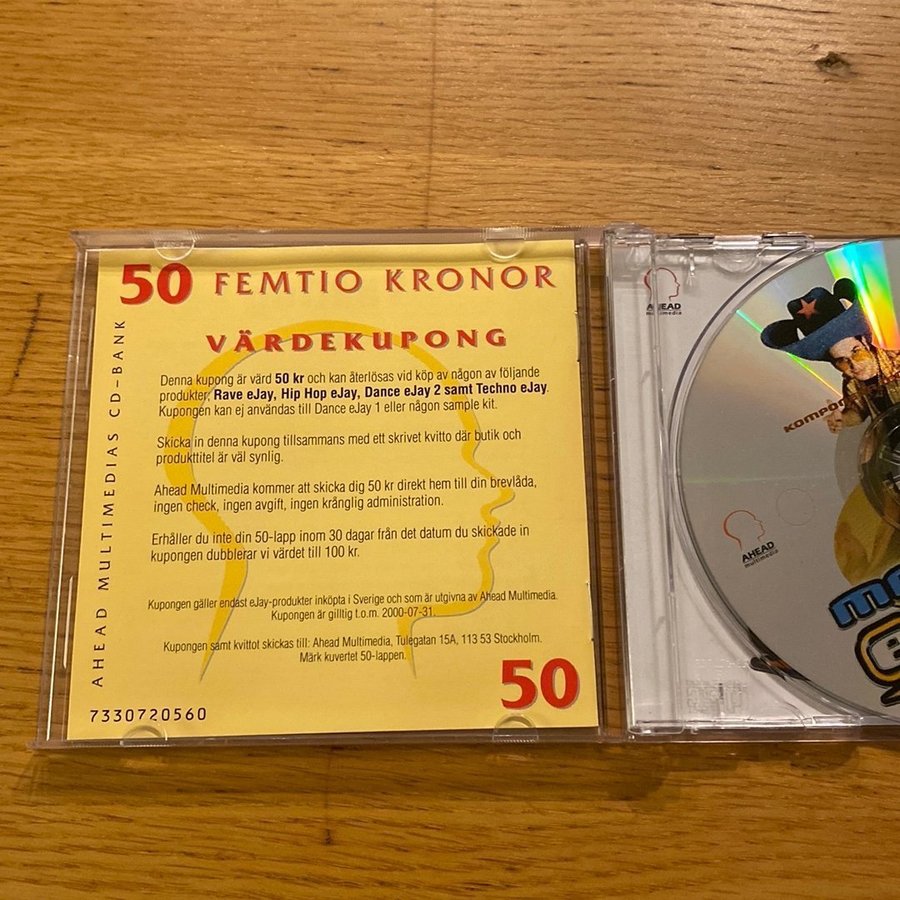 50 FEMTIO KRONOR
VÄRDEKUPONG
Denna kupong är värd 50 kr och kan återlösas vid köp av någon av följande
produkter: Rave eJay, Hip Hop eJay, Dance eJay 2 samt Techno eJay.
Kupongen kan ej användas till Dance eJay 1 eller någon sample kit.
Skicka in denna kupong tillsammans med ett skrivet kvitto där butik och
produkttitel är väl synlig.
Ahead Multimedia kommer att skicka dig 50 kr direkt hem till din brevlåda,
ingen check, ingen avgift, ingen krånglig administration.
Erhåller du inte din 50-lapp inom 30 dagar från det datum du skickade in
kupongen dubblerar vi värdet till 100 kr.
Kupongen gäller endast eJay-produkter inköpta i Sverige och som är utgivna av Ahead Multimedia.
Kupongen är gilltig t.o.m. 2000-07-31.
Kupongen samt kvittot skickas till: Ahead Multimedia, Tulegatan 15A, 113 53 Stockholm.
Märk kuvertet 50-lappen.
50
7330720560
AHEAD MULTIMEDIAS CD-BANK
AHEAD
multimedia
AHEAD
multimedia